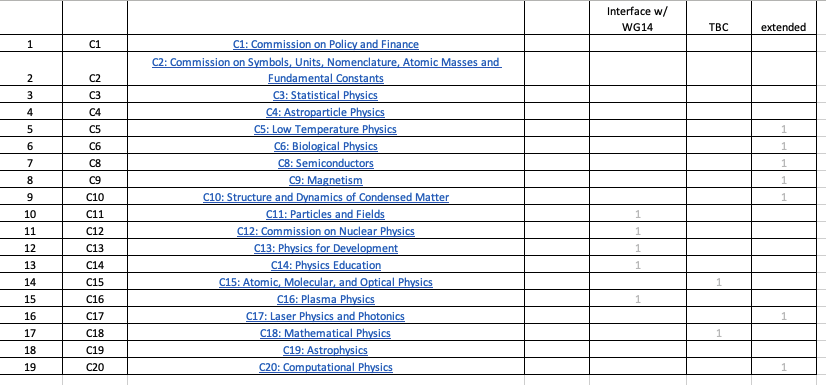 Interface w/
WG14 TBC extended
1 C1 C1: Commission on Policy and Finance
C2: Commission on Symbols, Units, Nomenclature, Atomic Masses and
2 C2 Fundamental Constants
3 C3 C3: Statistical Physics
4 C4 C4: Astroparticle Physics
5 C5 C5: Low Temperature Physics 1
6 C6 C6: Biological Physics 1
7 C8 C8: Semiconductors 1
8 C9 C9: Magnetism 1
9 C10 C10: Structure and Dynamics of Condensed Matter 1
10 C11 C11: Particles and Fields 1
11 C12 C12: Commission on Nuclear Physics 1
12 C13 C13: Physics for Development 1
13 C14 C14: Physics Education 1
14 C15 C15: Atomic, Molecular, and Optical Physics 1
15 C16 C16: Plasma Physics 1
16 C17 C17: Laser Physics and Photonics 1
17 C18 C18: Mathematical Physics 1
18 C19 C19: Astrophysics
19 C20 C20: Computational Physics 1